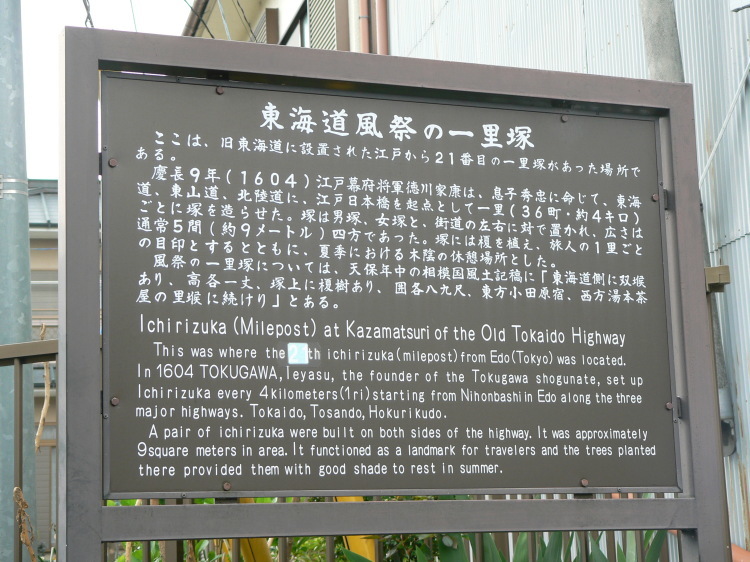 東海道風祭の一里塚
ここは、旧東海道に設置された江戸から21番目の一里塚があった場所で
ある。
慶長9年(1604)江戸幕府将軍徳川家康は、息子秀忠に命じて、東海
道、東山道、北陸道に、江戸日本橋を起点として一里(36町・約4キロ)
ごとに塚を造らせた。塚は男塚、女塚と、街道の左右に対で置かれ、広さは
通常5間(約9メートル)四方であった。塚には榎を植え、旅人の1里ごと
の目印とするとともに、夏季における木陰の休憩場所とした。
風祭の一里塚については、天保年中の相模国風土記稿に「東海道側に双堠
あり、高各一丈、塚上に榎樹あり、囲各八九尺、東方小田原宿、西方湯本茶
屋の里堠に続けり」とある。
Ichirizuka (Milepost) at Kazamatsuri of the Old Tokaido Highway
This was where the 21th ichirizuka(milepost)from Edo(Tokyo) was located.
In 1604 TOKUGAWA, Ieyasu, the founder of the Tokugawa shogunate, set up
Ichirizuka every 4kilometers(1ri)starting from Nihonbashiin Edo along the three
major highways. Tokaido, Tosando, Hokurikudo.
A pair of ichirizuka were built on both sides of the highway. It was approximately
9square meters in area. It functioned as a landmark for travelers and the trees planted
there provided them with good shade to rest in summer.